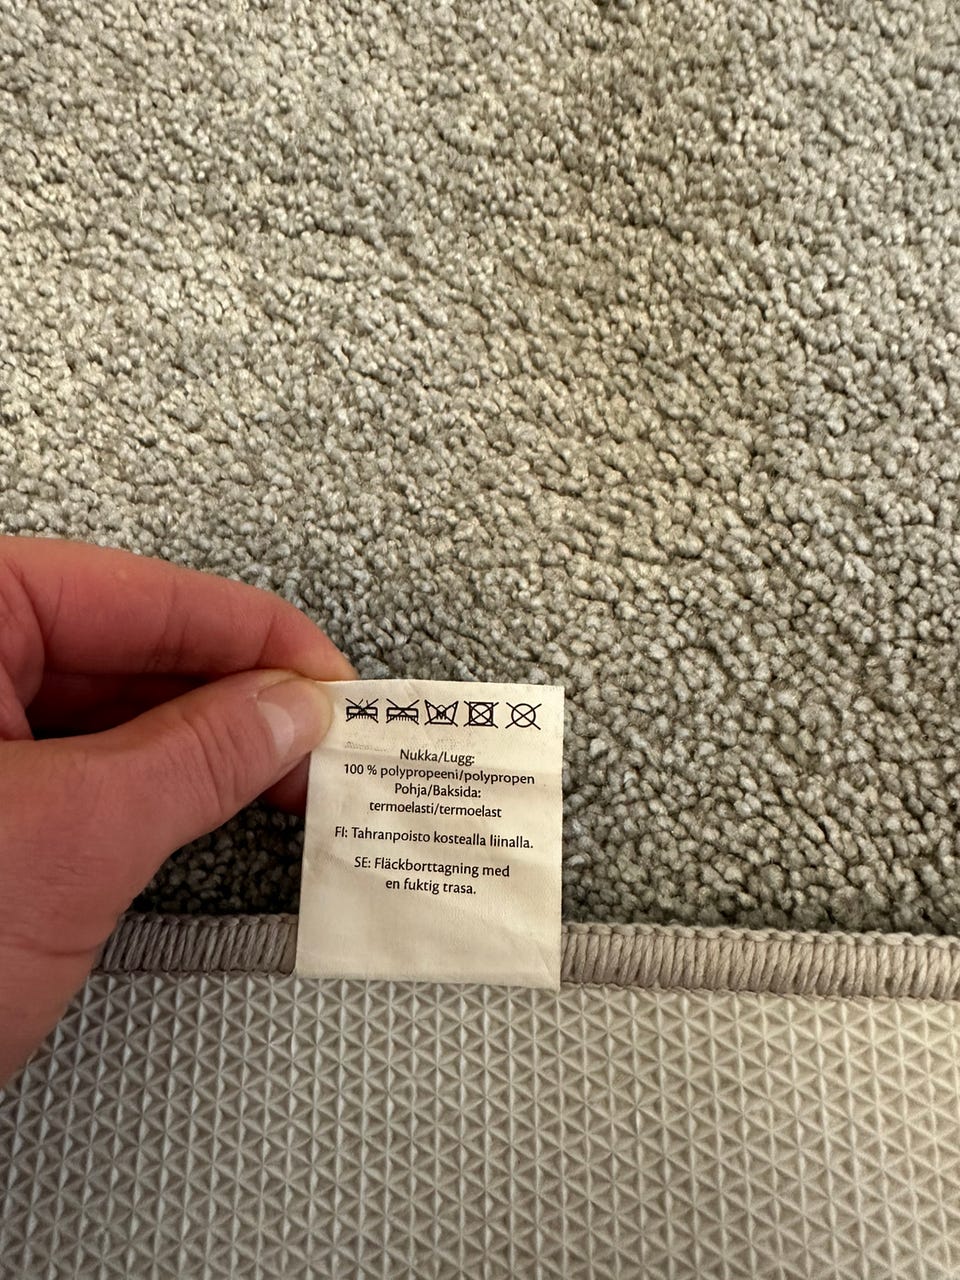 Nukka/Lugg:
100 % polypropeeni/polypropen
Pohja/Baksida:
termoelasti/termoelast
FI: Tahranpoisto kostealla liinalla.
SE: Fläckborttagning med
en fuktig trasa.